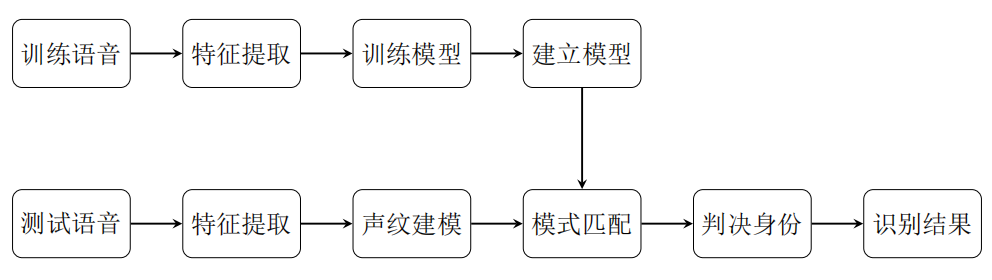 训练语音
特征提取
训练模型
建立模型
测试语音
特征提取
声纹建模
模式匹配
判决身份
识别结果